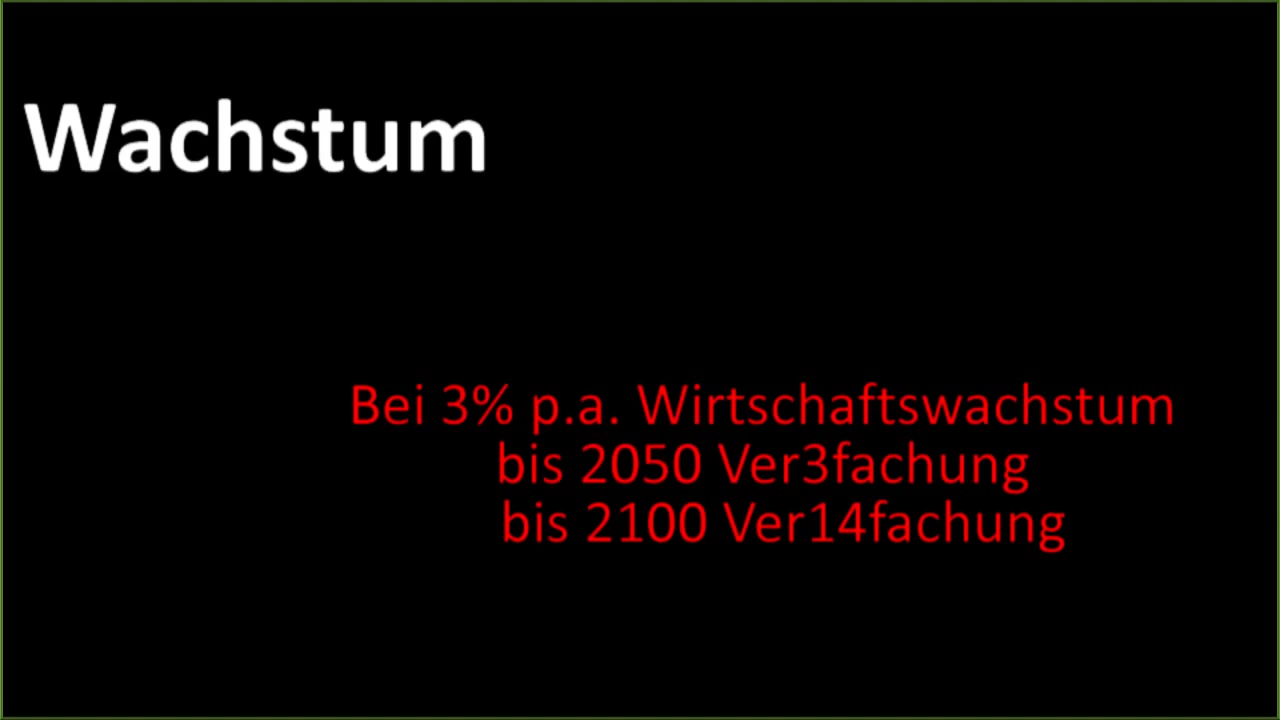 Wachstum
Bei 3% p.a. Wirtschaftswachstum
bis 2050 Ver3fachung
bis 2100 Ver14fachung